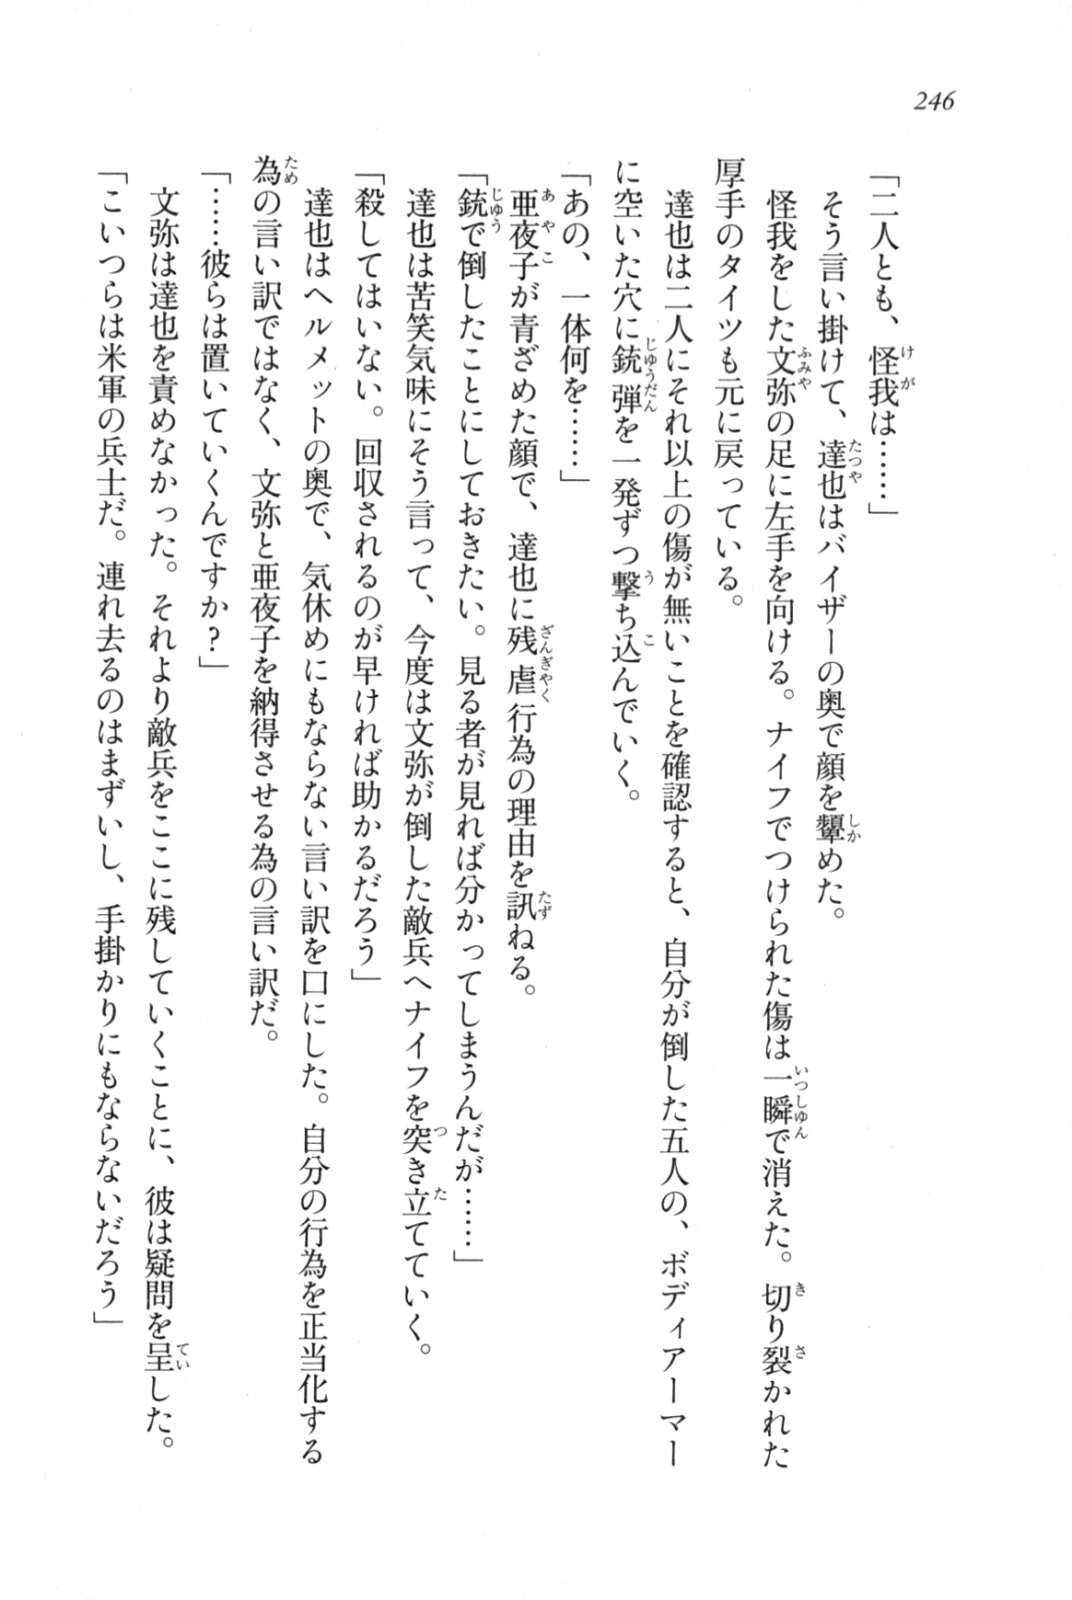 246
「二人とも、怪我は……」
そう言い掛けて、達也はバイザーの奥で顔を顰めた。
怪我をした文弥の足に左手を向ける。ナイフでつけられた傷は一瞬で消えた。切り裂かれた
厚手のタイツも元に戻っている。
達也は二人にそれ以上の傷が無いことを確認すると、自分が倒した五人の、ボディアーマー
に空いた穴に銃弾を一発ずつ撃ち込んでいく。
「あの、一体何を……」
亜夜子が青ざめた顔で、達也に残虐行為の理由を訊ねる。
「銃で倒したことにしておきたい。見る者が見れば分かってしまうんだが……」
達也は苦笑気味にそう言って、今度は文弥が倒した敵兵へナイフを突き立てていく。
「殺してはいない。回収されるのが早ければ助かるだろう」
達也はヘルメットの奥で、気休めにもならない言い訳を口にした。自分の行為を正当化する
為の言い訳ではなく、文弥と亜夜子を納得させる為の言い訳だ。
「……彼らは置いていくんですか?」
文弥は達也を責めなかった。それより敵兵をここに残していくことに、彼は疑問を呈した。
「こいつらは米軍の兵士だ。連れ去るのはまずいし、手掛かりにもならないだろう」